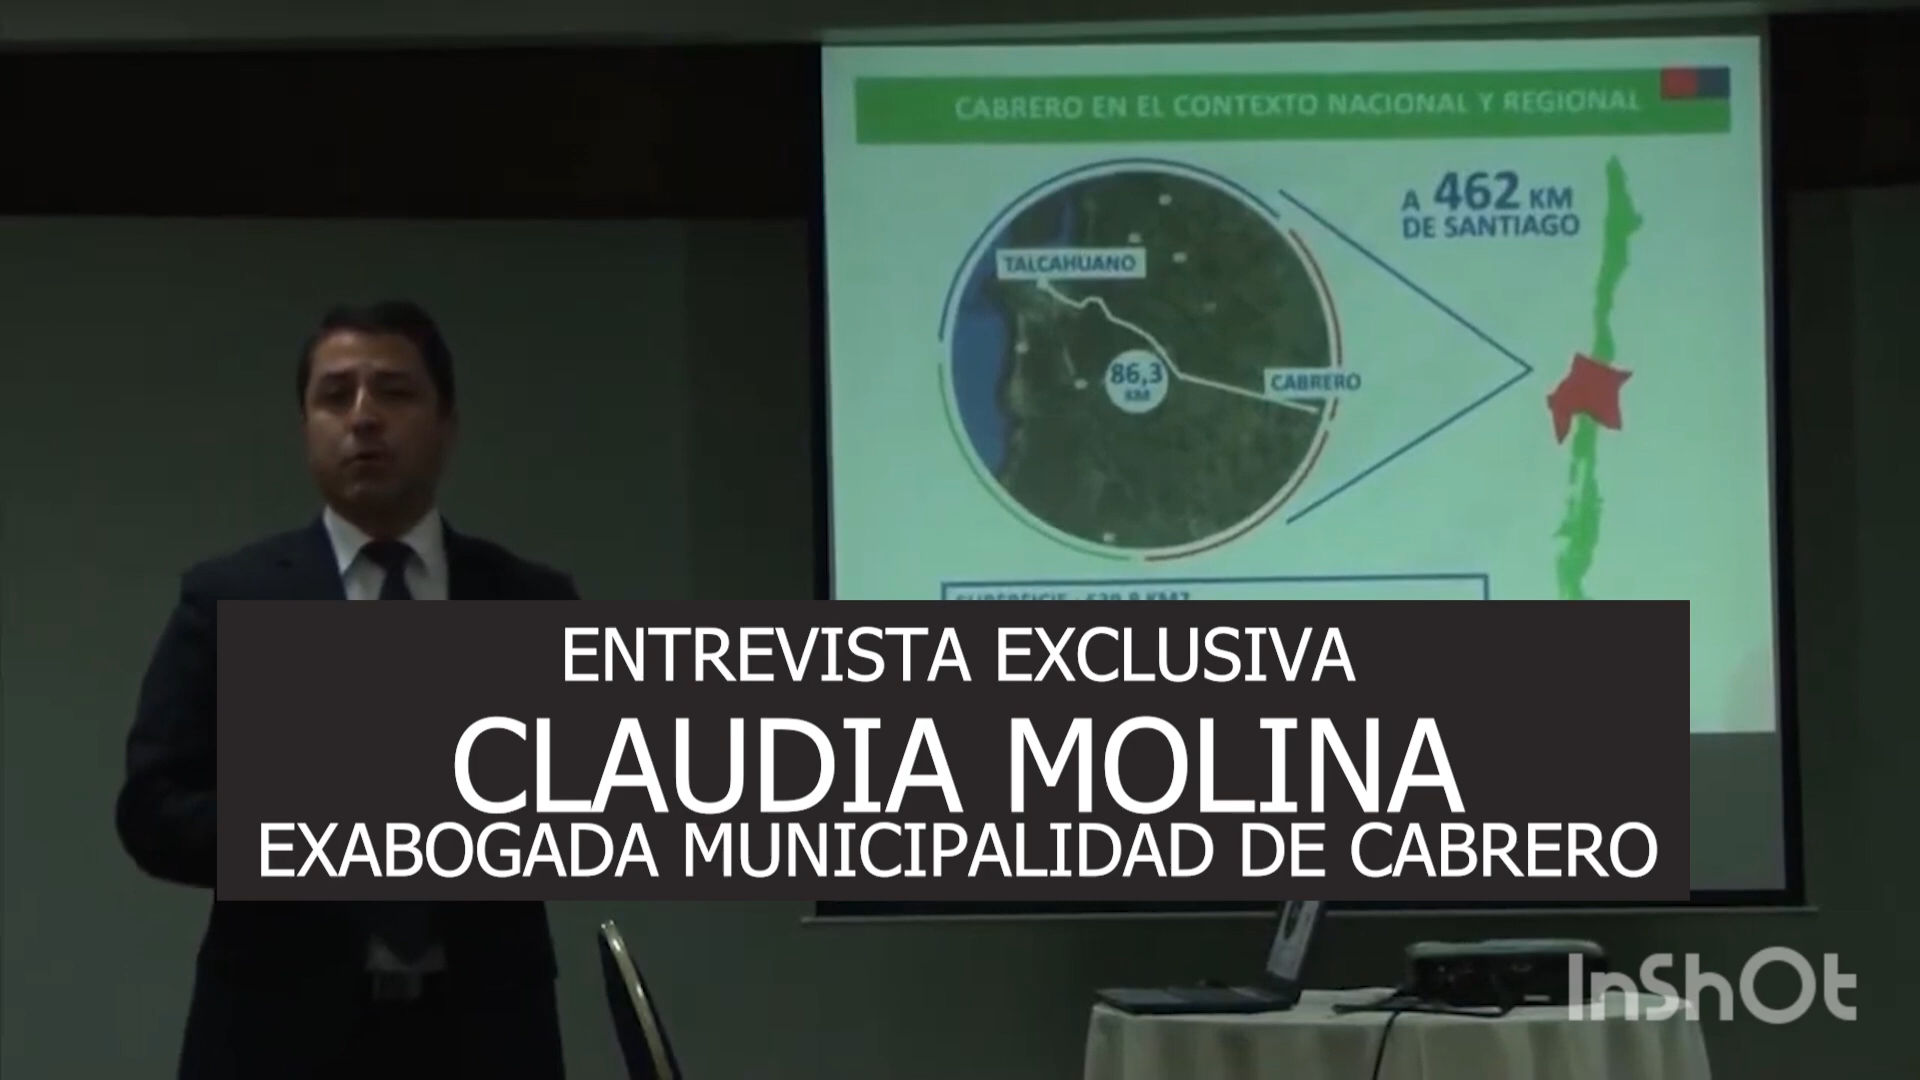 CABRERO EN EL CONTEXTO NACIONAL Y REGIONAL
A 462 KM
DE SANTIAGO
TALCAHUANO
86,3
KM
CABRERO
ENTREVISTA EXCLUSIVA
CLAUDIA MOLINA
EXABOGADA MUNICIPALIDAD DE CABRERO
InShOt